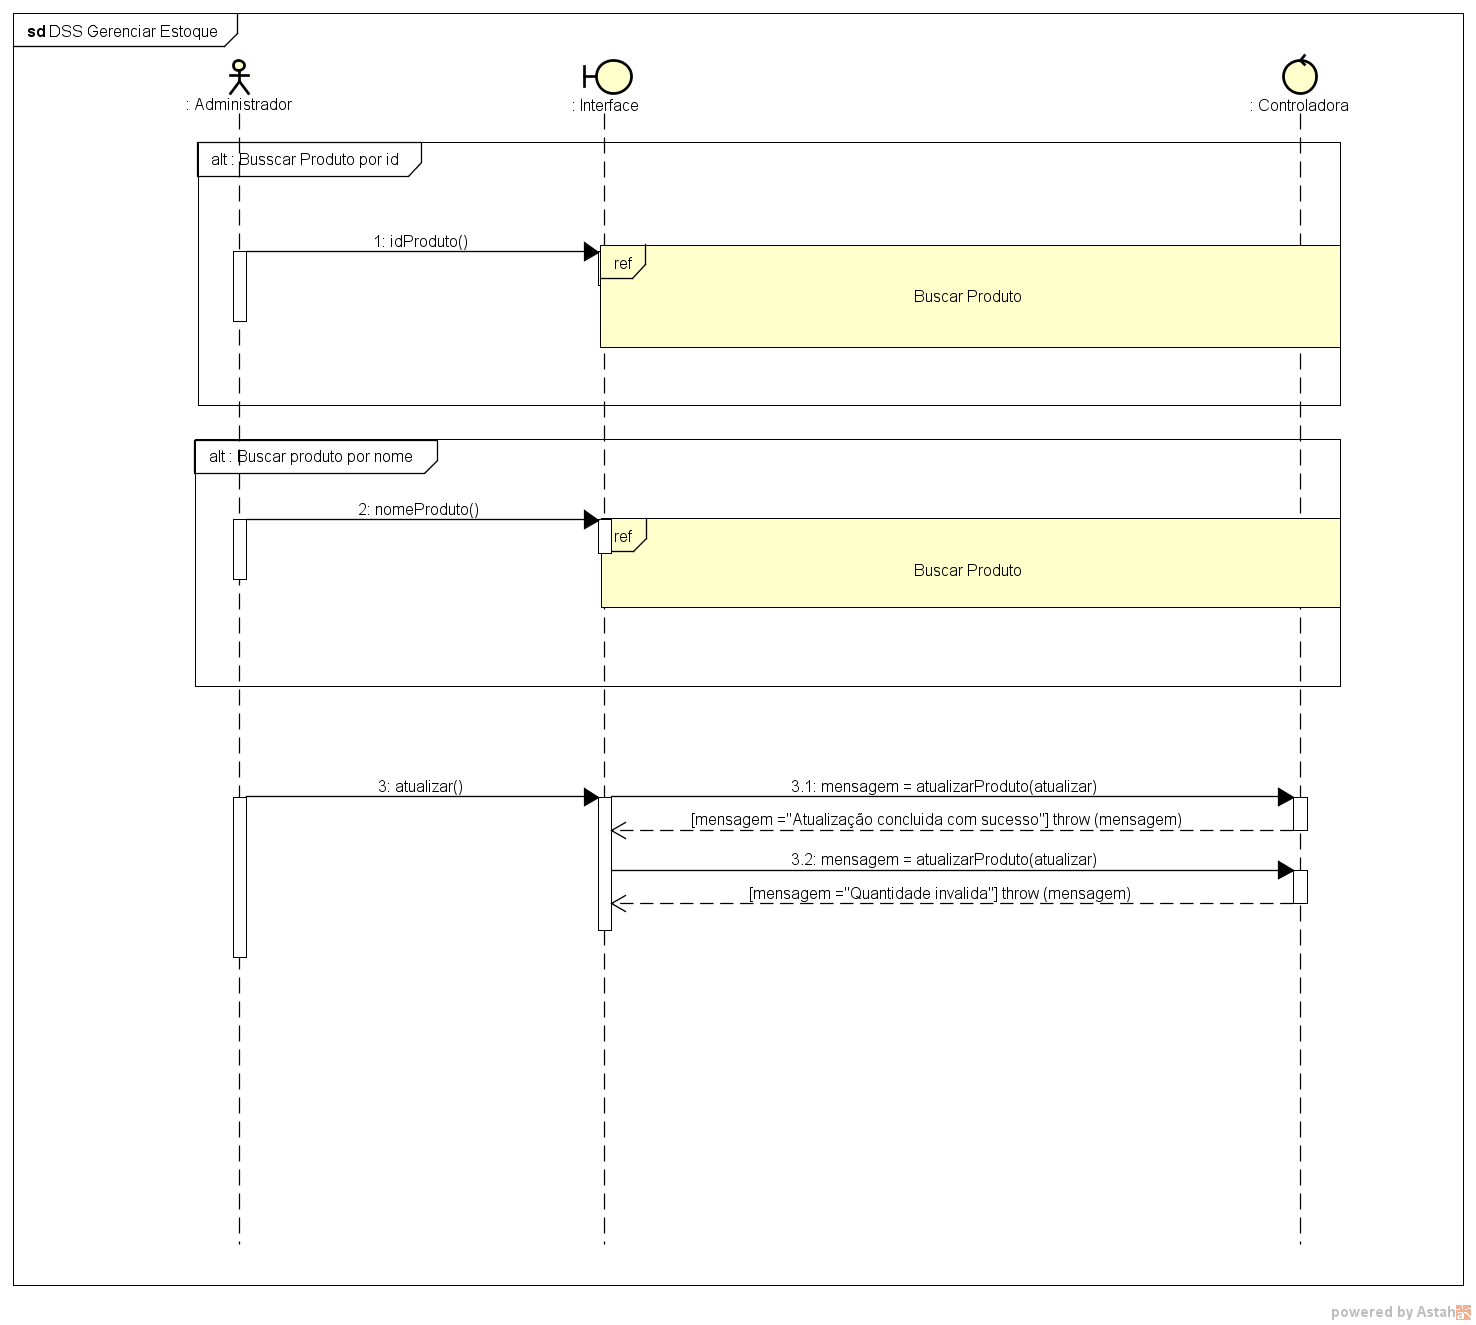 sd DSS Gerenciar Estoque
: Administrador
: Interface
: Controladora
alt : Busscar Produto por id
1: idProduto()
ref
Buscar Produto
alt : Buscar produto por nome
2: nomeProduto()
ref
Buscar Produto
3: atualizar()
3.1: mensagem = atualizarProduto(atualizar)
[mensagem ="Atualização concluida com sucesso"] throw (mensagem)
3.2: mensagem = atualizarProduto(atualizar)
[mensagem ="Quantidade invalida"] throw (mensagem)
powered by Astah